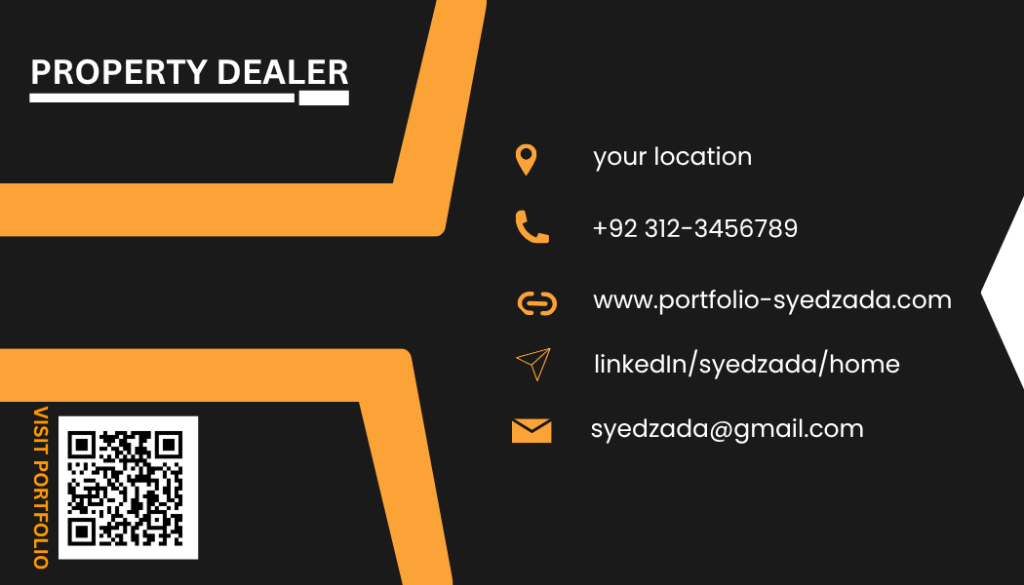 PROPERTY DEALER
your location
+92 312-3456789
www.portfolio-syedzada.com
linkedIn/syedzada/home
syedzada@gmail.com
VISIT PORTFOLIO